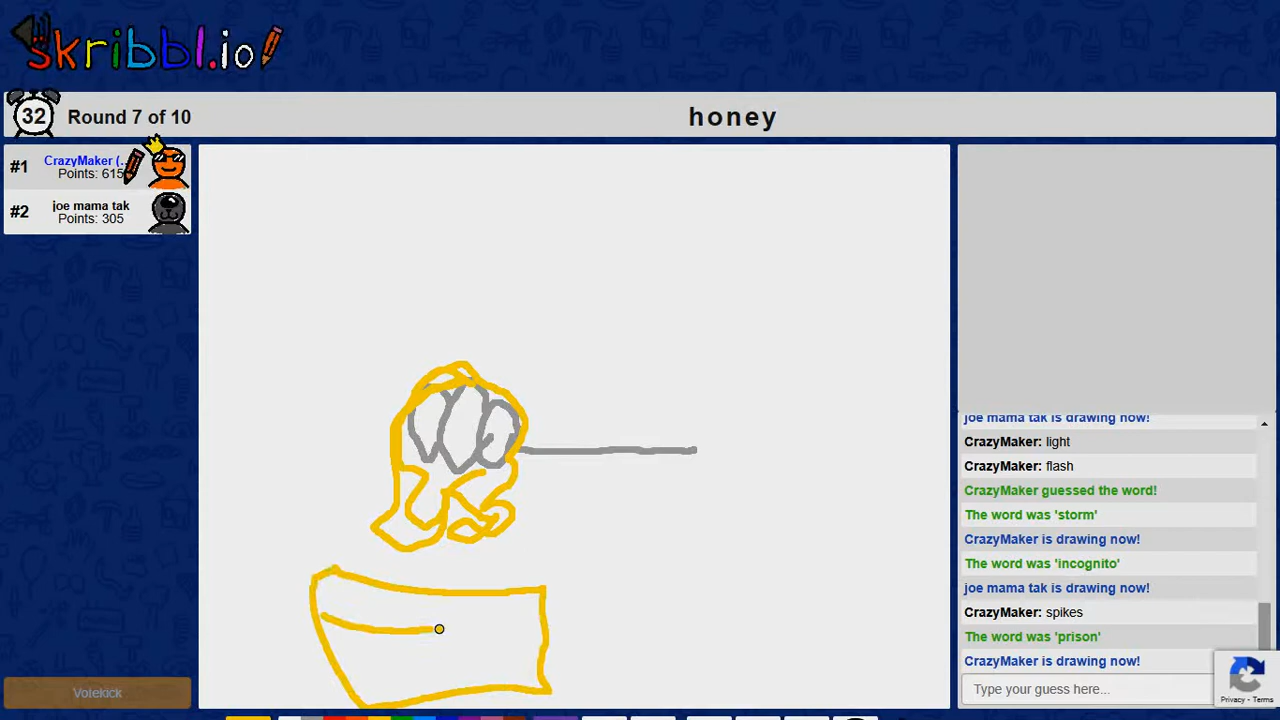 skribbl.io!
32
Round 7 of 10
honey
#1
CrazyMaker (...
Points: 615
#2
joe mama tak
Points: 305
joe mama tak is drawing now!
CrazyMaker: light
CrazyMaker: flash
CrazyMaker guessed the word!
The word was 'storm'
CrazyMaker is drawing now!
The word was 'incognito'
joe mama tak is drawing now!
CrazyMaker: spikes
The word was 'prison'
CrazyMaker is drawing now!
Type your guess here...
Privacy - Terms
Votekick